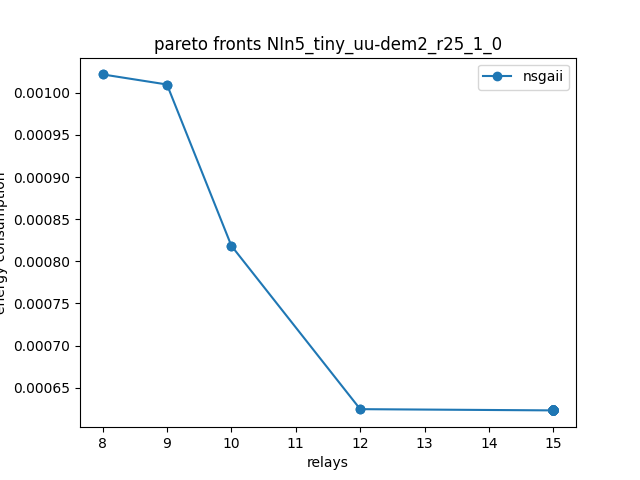 pareto fronts NIn5_tiny_uu-dem2_r25_1_0
nsgaii
0.00100
0.00095
0.00090
0.00085
0.00080
0.00075
0.00070
0.00065
energy consumption
8 9 10 11 12 13 14 15
relays